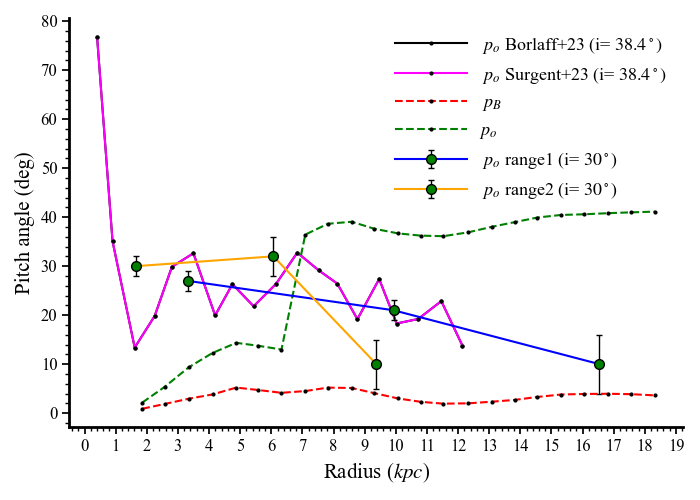 80
70
60
50
40
30
20
10
0
Pitch angle (deg)
p_o Borlaff+23 (i= 38.4°)
p_o Surgent+23 (i= 38.4°)
p_B
p_o
p_o range1 (i= 30°)
p_o range2 (i= 30°)
0 1 2 3 4 5 6 7 8 9 10 11 12 13 14 15 16 17 18 19
Radius (kpc)